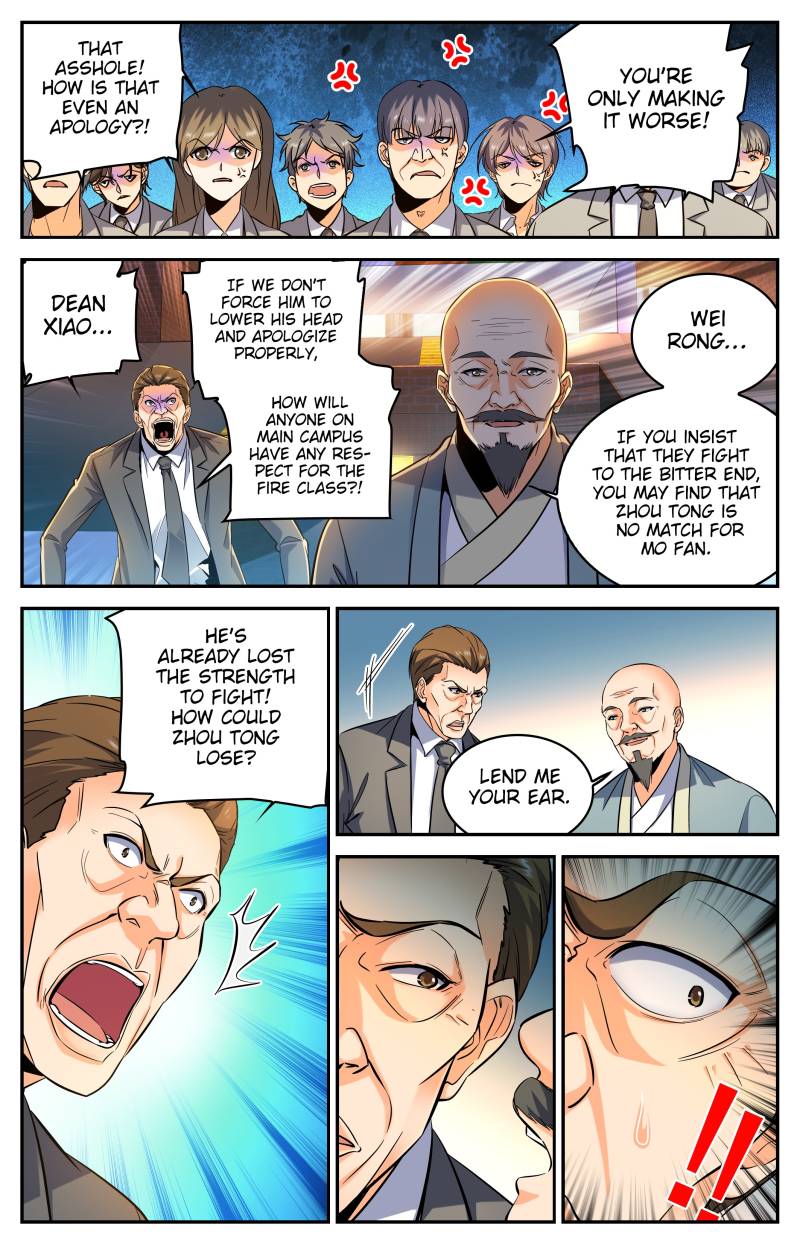 THAT
ASSHOLE!
HOW IS THAT
EVEN AN
APOLOGY?!
YOU'RE
ONLY MAKING
IT WORSE!
DEAN
XIAO...
IF WE DON'T
FORCE HIM TO
LOWER HIS HEAD
AND APOLOGIZE
PROPERLY,
HOW WILL
ANYONE ON
MAIN CAMPUS
HAVE ANY RES-
PECT FOR THE
FIRE CLASS?!
WEI
RONG...
IF YOU INSIST
THAT THEY FIGHT
TO THE BITTER END,
YOU MAY FIND THAT
ZHOU TONG IS
NO MATCH FOR
MO FAN.
HE'S
ALREADY LOST
THE STRENGTH
TO FIGHT!
HOW COULD
ZHOU TONG
LOSE?
LEND ME
YOUR EAR.
!!